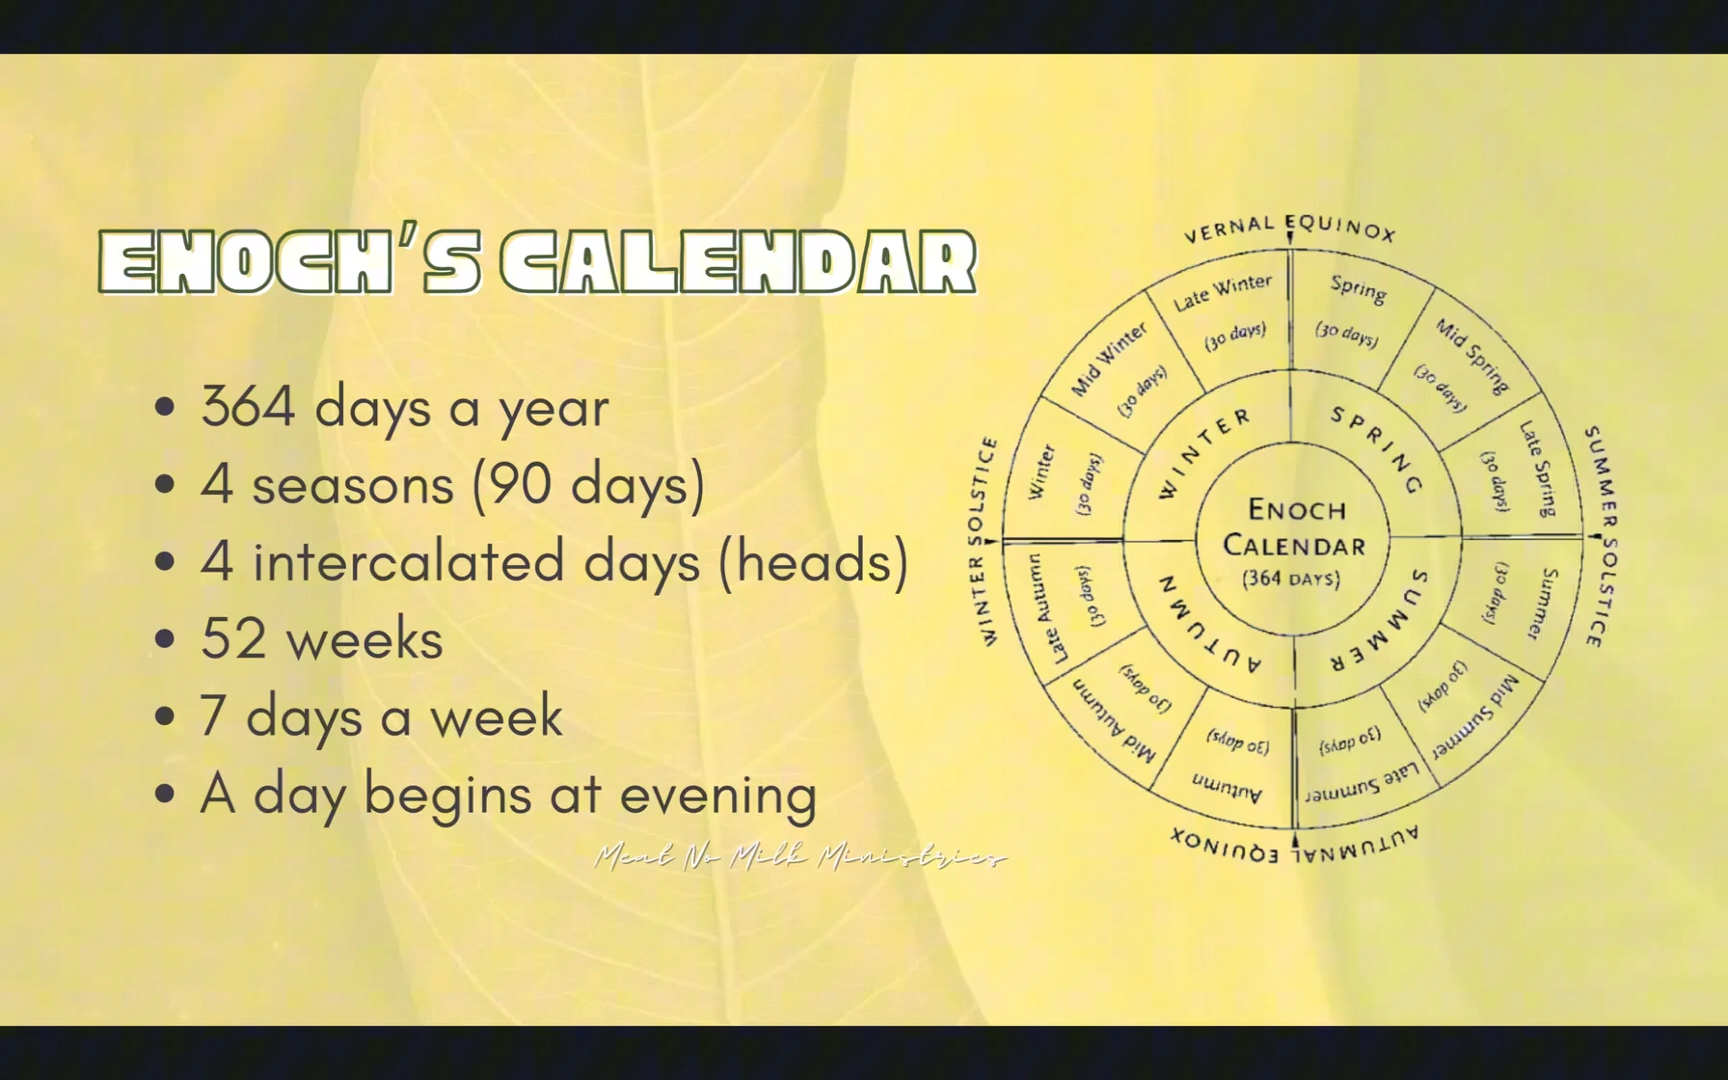 ENOCH'S CALENDAR
• 364 days a year
• 4 seasons (90 days)
• 4 intercalated days (heads)
• 52 weeks
• 7 days a week
• A day begins at evening
Meat No Milk Ministries
VERNAL EQUINOX
SUMMER SOLSTICE
AUTUMNAL EQUINOX
WINTER SOLSTICE
Spring
(30 days)
Mid Spring
(30 days)
Late Spring
(30 days)
Summer
(30 days)
Mid Summer
(30 days)
Late Summer
(30 days)
Autumn
(30 days)
Mid Autumn
(30 days)
Late Autumn
(30 days)
Winter
(30 days)
Mid Winter
(30 days)
Late Winter
(30 days)
SPRING
SUMMER
AUTUMN
WINTER
ENOCH
CALENDAR
(364 DAYS)